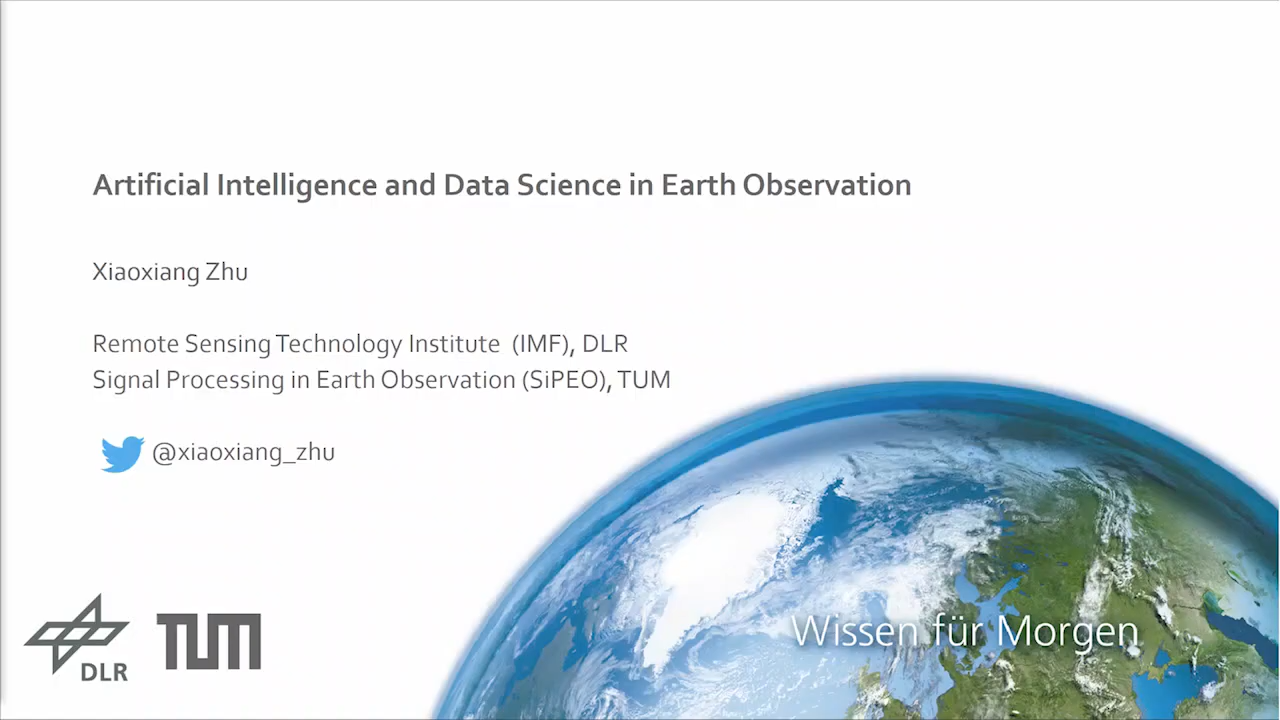 Artificial Intelligence and Data Science in Earth Observation
Xiaoxiang Zhu
Remote Sensing Technology Institute (IMF), DLR
Signal Processing in Earth Observation (SiPEO), TUM
@xiaoxiang_zhu
Wissen für Morgen
DLR
TUM